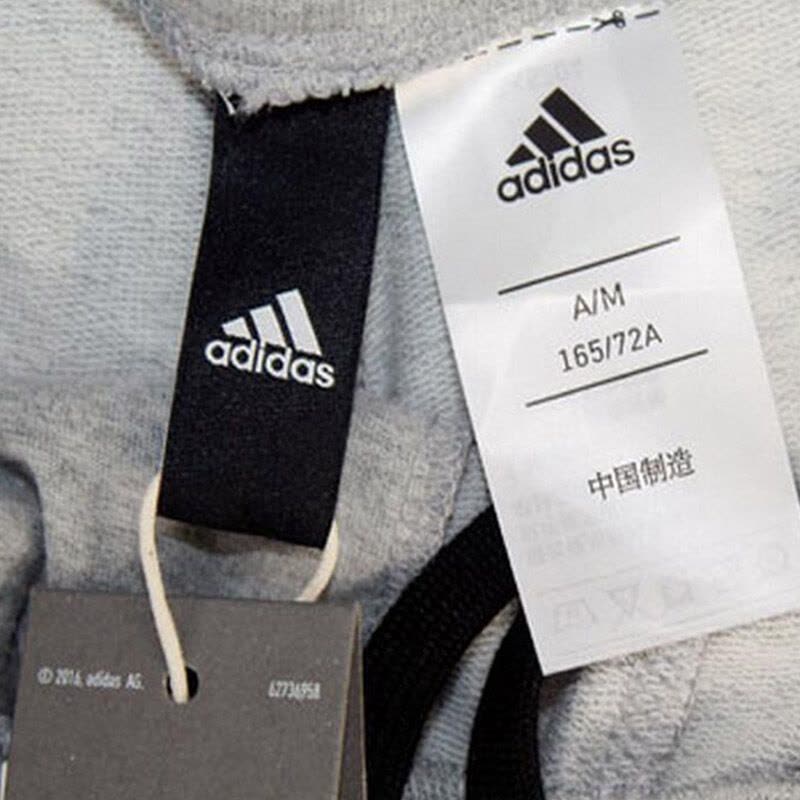 adidas
adidas
A/M
165/72A
中国制造
© 2016, adidas AG.
62736958